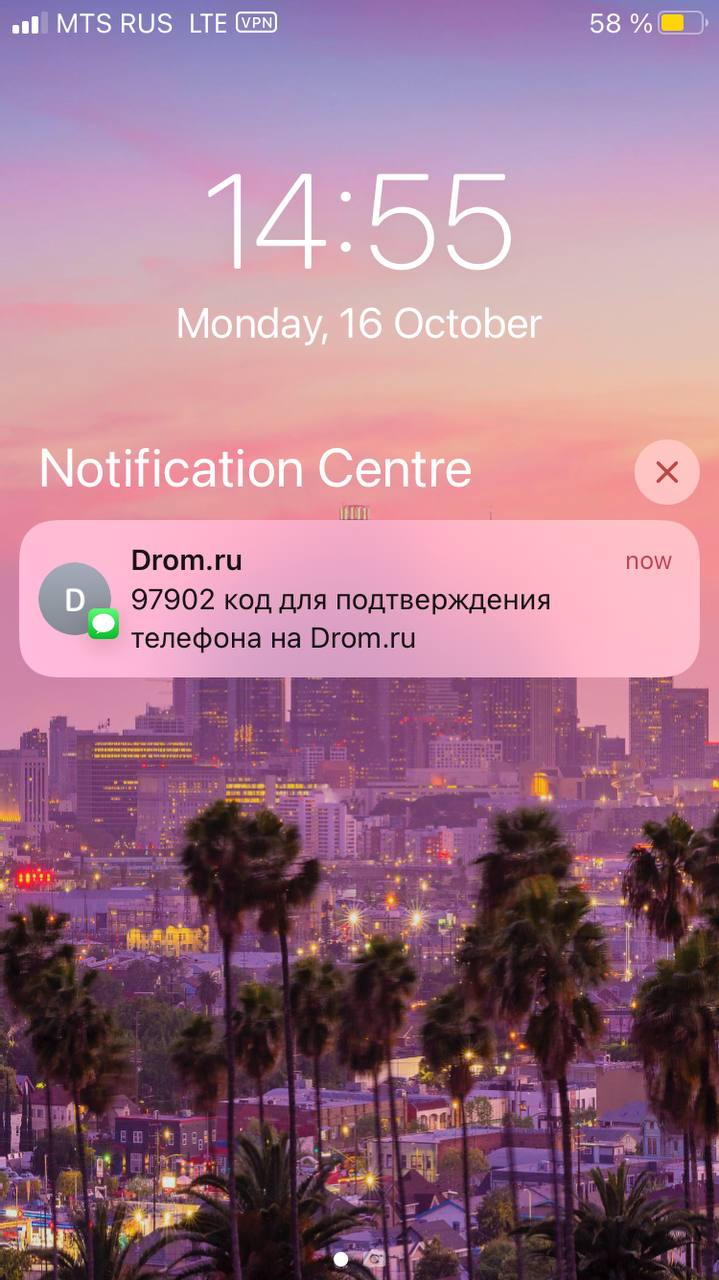 MTS RUS LTE VPN 58 %
14:55
Monday, 16 October
Notification Centre
Drom.ru now
D
97902 код для подтверждения
телефона на Drom.ru